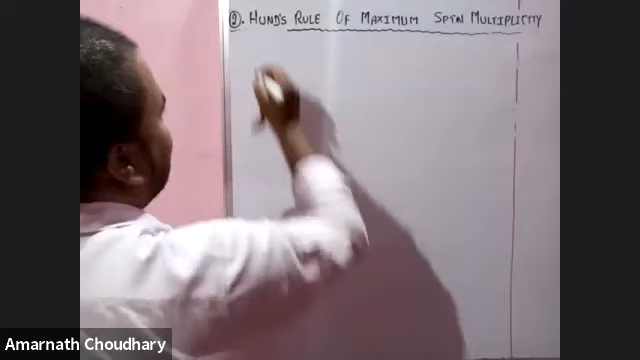 9. HUND'S RULE OF MAXIMUM SPIN MULTIPLICITY
Amarnath Choudhary